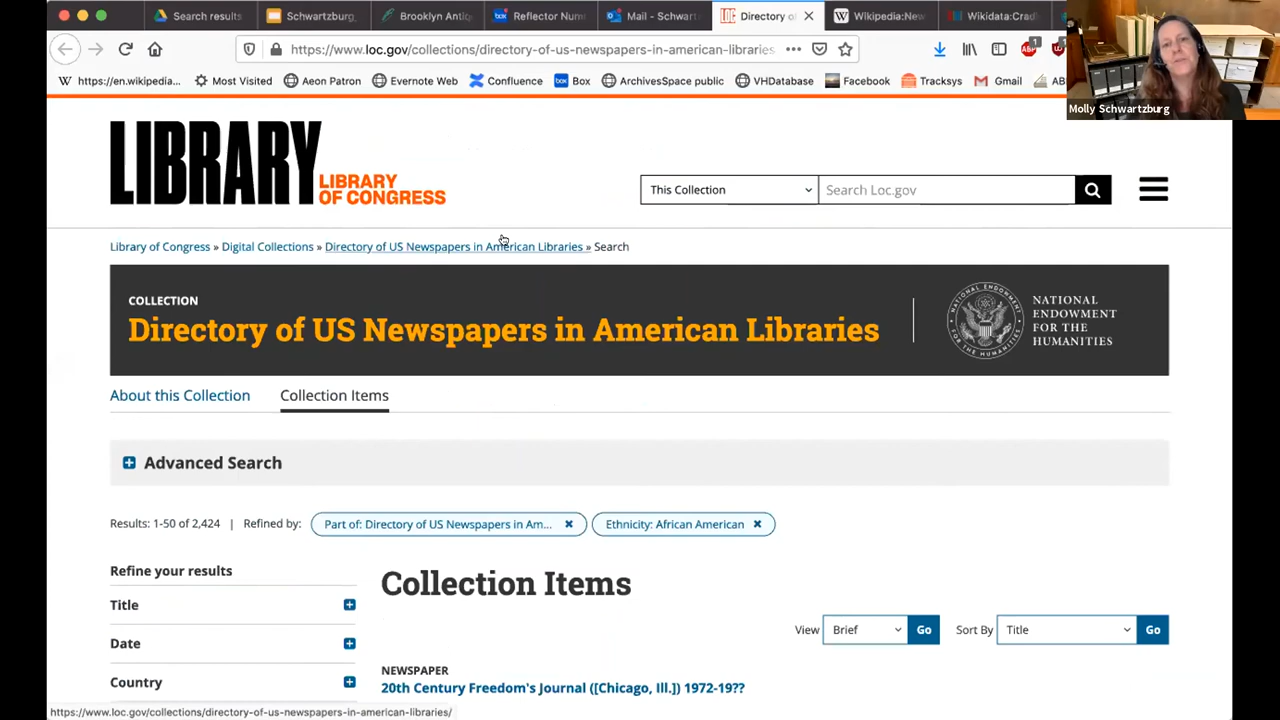 Search results
Schwartzburg,
Brooklyn Antiq
box Reflector Num
Mail - Schwart
Directory of
Wikipedia:New
Wikidata:Cradl
https://www.loc.gov/collections/directory-of-us-newspapers-in-american-libraries
https://en.wikipedia...
Most Visited
Aeon Patron
Evernote Web
Confluence
box Box
ArchivesSpace public
VHDatabase
Facebook
Tracksys
Gmail
Molly Schwartzburg
LIBRARY
LIBRARY
OF CONGRESS
This Collection
Search Loc.gov
Library of Congress » Digital Collections » Directory of US Newspapers in American Libraries » Search
COLLECTION
Directory of US Newspapers in American Libraries
NATIONAL
ENDOWMENT
FOR THE
HUMANITIES
About this Collection
Collection Items
Advanced Search
Results: 1-50 of 2,424 | Refined by:
Part of: Directory of US Newspapers in Am...
Ethnicity: African American
Refine your results
Title
Date
Country
Collection Items
View Brief Go Sort By Title Go
NEWSPAPER
20th Century Freedom's Journal ([Chicago, Ill.]) 1972-19??
https://www.loc.gov/collections/directory-of-us-newspapers-in-american-libraries/